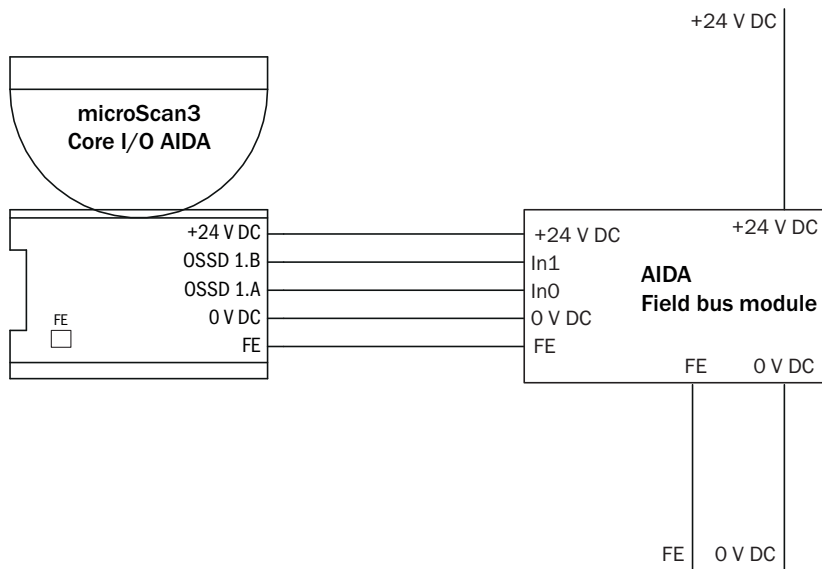 +24 V DC
microScan3
Core I/O AIDA
+24 V DC
OSSD 1.B
OSSD 1.A
0 V DC
FE
FE
+24 V DC
In1
In0
0 V DC
FE
+24 V DC
AIDA
Field bus module
FE
0 V DC
FE
0 V DC